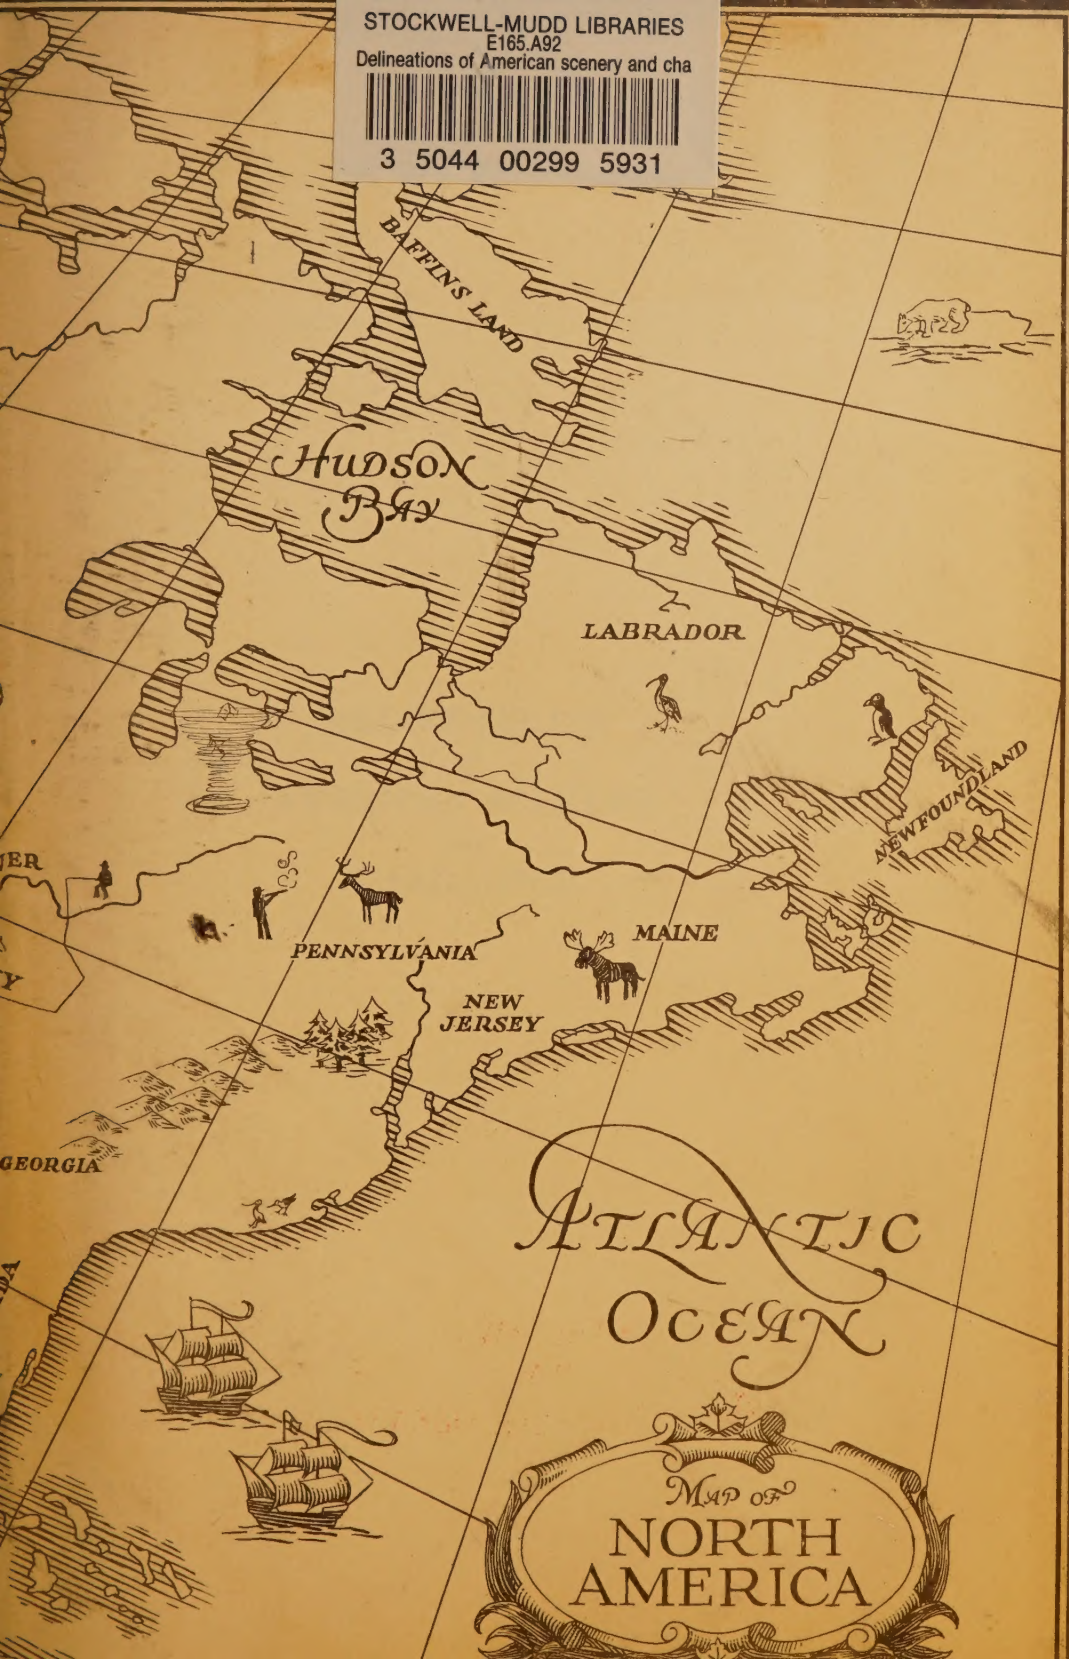 STOCKWELL-MUDD LIBRARIES
E165.A92
Delineations of American scenery and cha
3 5044 00299 5931
BAFFINS LAND
HUDSON
BAY
LABRADOR
NEWFOUNDLAND
MAINE
PENNSYLVANIA
NEW
JERSEY
GEORGIA
ATLANTIC
OCEAN
MAP OF
NORTH
AMERICA